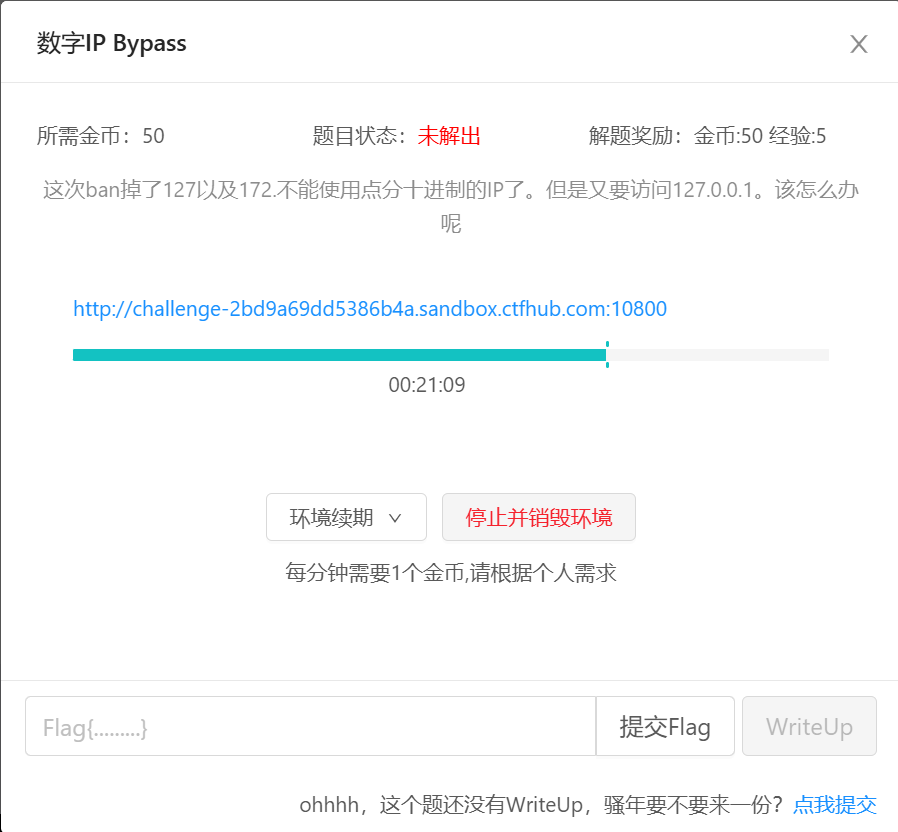 数字IP Bypass
所需金币：50 题目状态：未解出 解题奖励：金币:50 经验:5
这次ban掉了127以及172.不能使用点分十进制的IP了。但是又要访问127.0.0.1。该怎么办
呢
http://challenge-2bd9a69dd5386b4a.sandbox.ctfhub.com:10800
00:21:09
环境续期 停止并销毁环境
每分钟需要1个金币,请根据个人需求
Flag{.........} 提交Flag WriteUp
ohhhh，这个题还没有WriteUp，骚年要不要来一份？点我提交